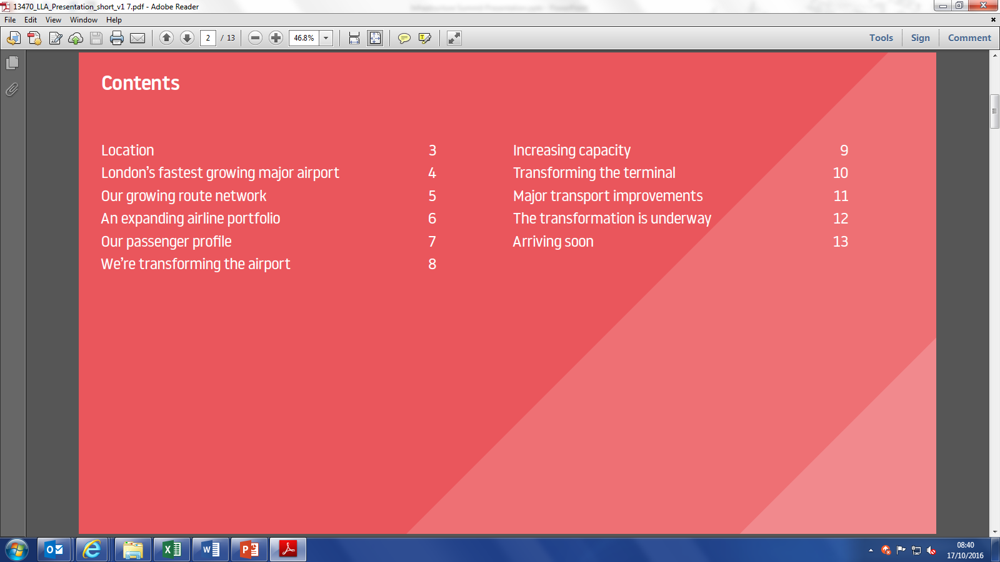 13470_LLA_Presentation_short_v1 7.pdf - Adobe Reader
File Edit View Window Help
2 / 13 46.8% Tools Sign Comment
Contents
Location 3
London's fastest growing major airport 4
Our growing route network 5
An expanding airline portfolio 6
Our passenger profile 7
We're transforming the airport 8
Increasing capacity 9
Transforming the terminal 10
Major transport improvements 11
The transformation is underway 12
Arriving soon 13
08:40
17/10/2016